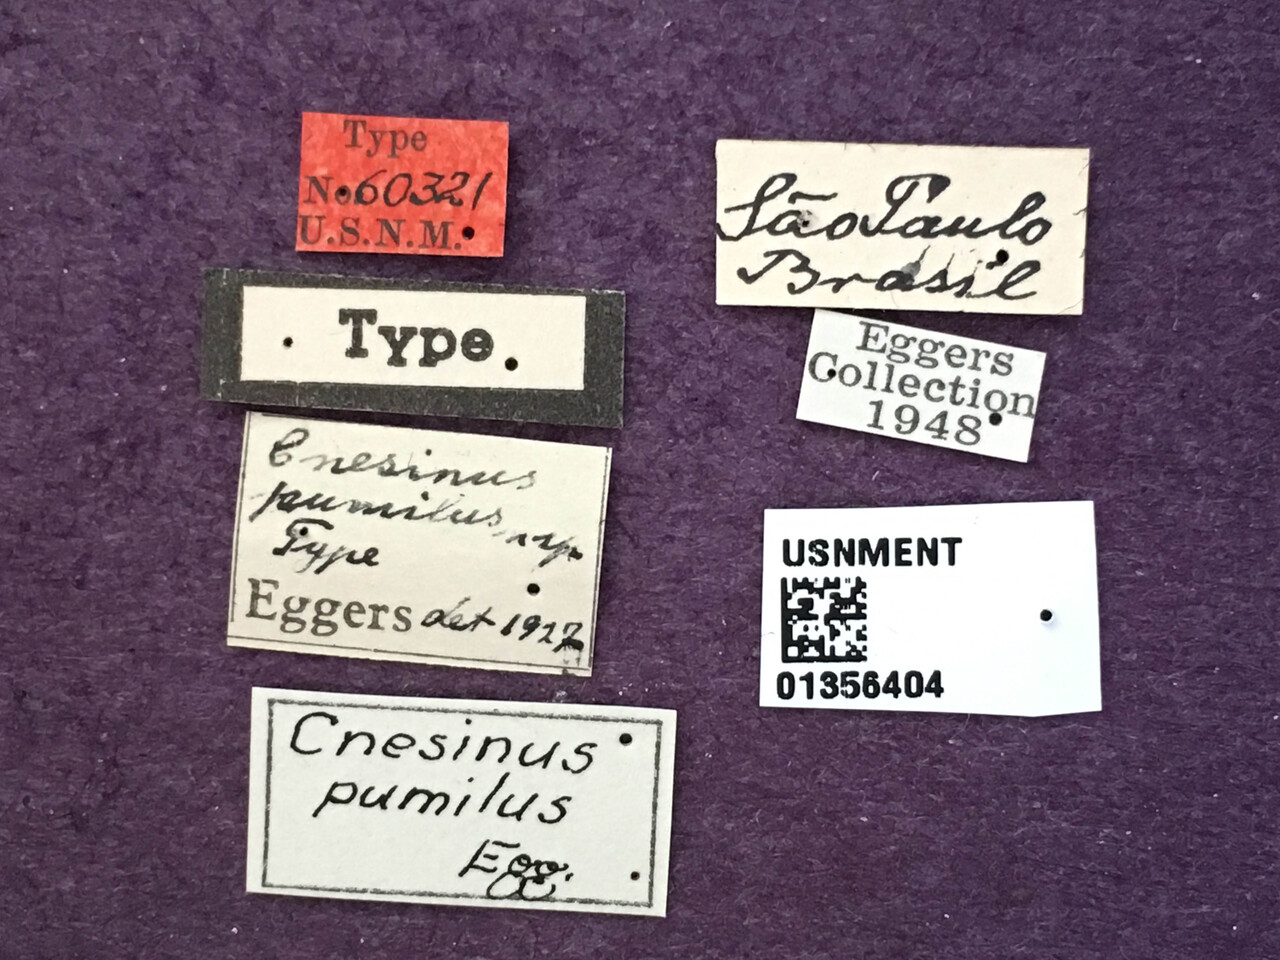 Type
No. 60321
U.S.N.M.
Type.
Cnesinus
pumilus n. sp.
Type
Eggers det 1927
Cnesinus
pumilus
Egg.
São Paulo
Brasil
Eggers
Collection
1948
USNMENT
01356404